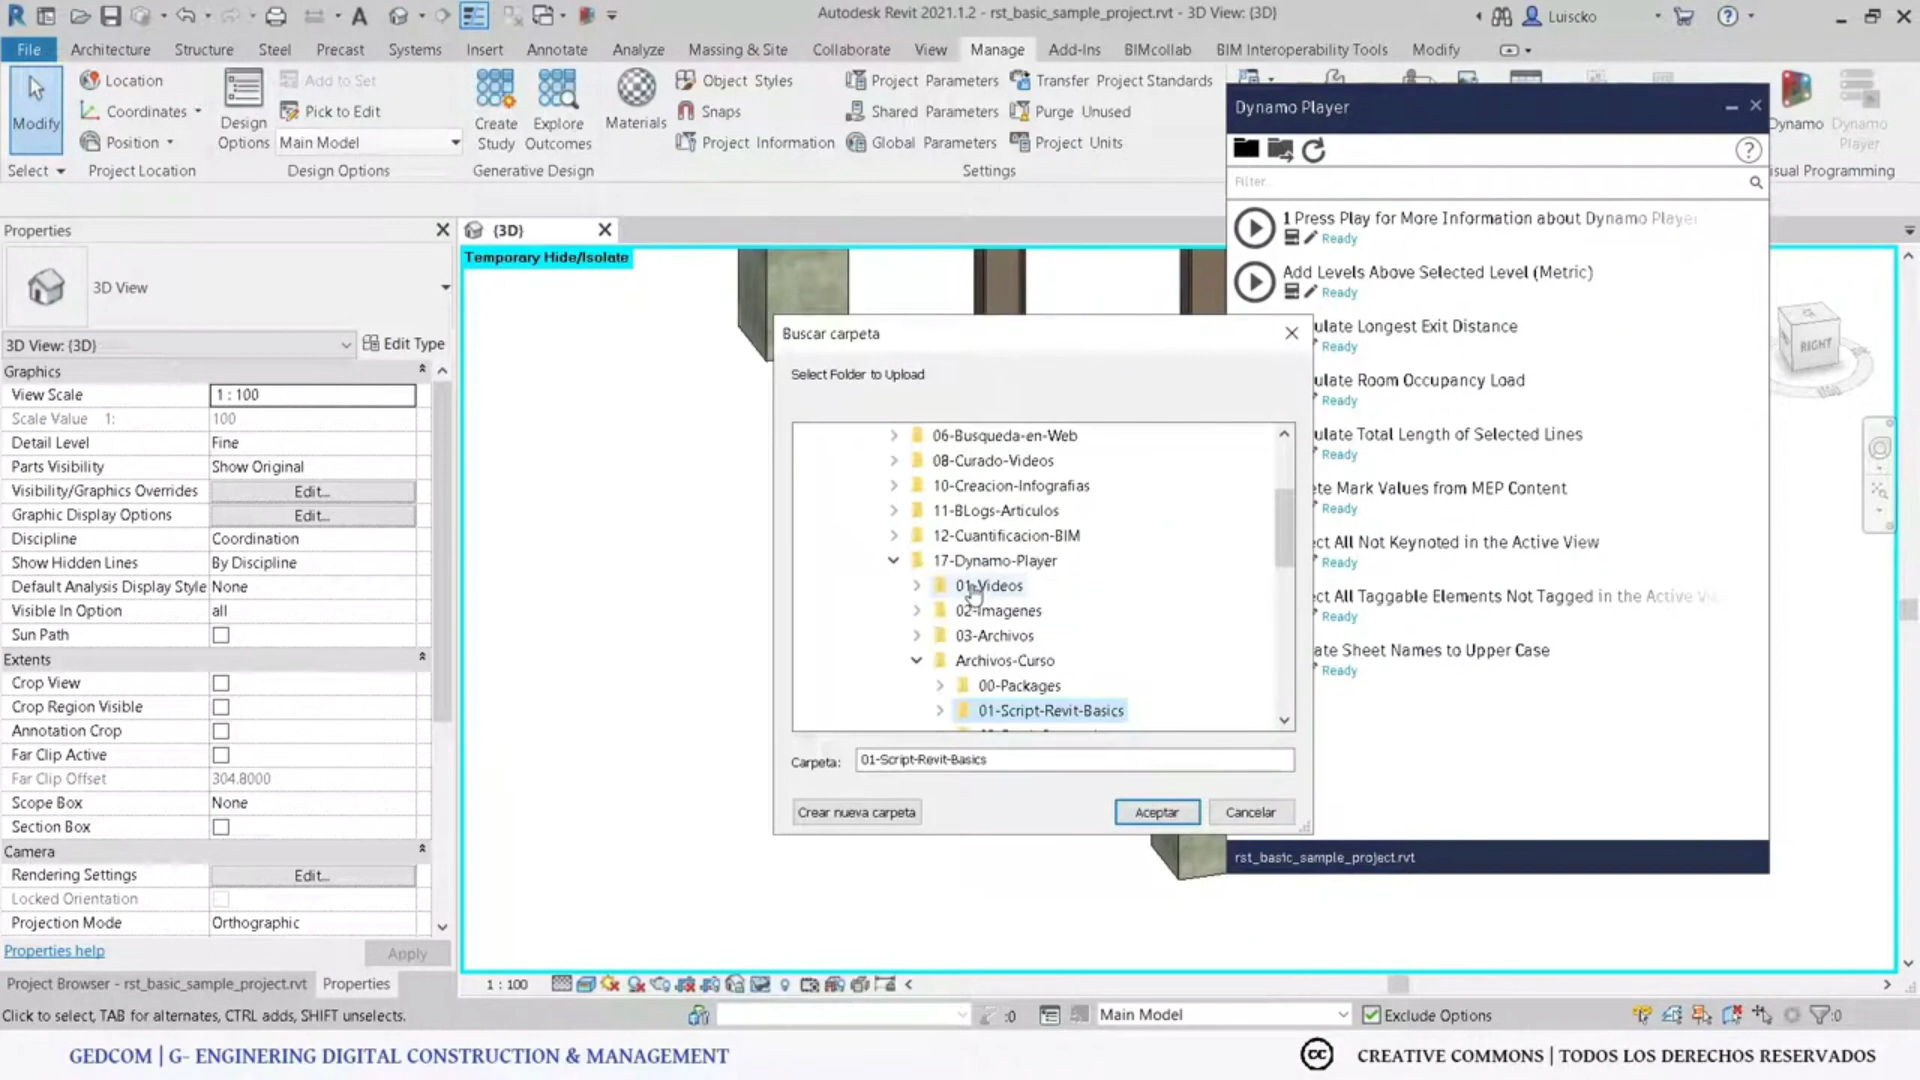 Autodesk Revit 2021.1.2 - rst_basic_sample_project.rvt - 3D View: {3D}
Luiscko
File Architecture Structure Steel Precast Systems Insert Annotate Analyze Massing & Site Collaborate View Manage Add-Ins BIMcollab BIM Interoperability Tools Modify
Modify
Select
Location
Coordinates
Position
Project Location
Design Options
Add to Set
Pick to Edit
Main Model
Design Options
Create Study
Explore Outcomes
Generative Design
Materials
Object Styles
Snaps
Project Information
Project Parameters
Shared Parameters
Global Parameters
Transfer Project Standards
Purge Unused
Project Units
Settings
Dynamo
Dynamo Player
isual Programming
Properties
3D View
3D View: {3D}
Edit Type
Graphics
View Scale 1 : 100
Scale Value 1: 100
Detail Level Fine
Parts Visibility Show Original
Visibility/Graphics Overrides Edit...
Graphic Display Options Edit...
Discipline Coordination
Show Hidden Lines By Discipline
Default Analysis Display Style None
Visible In Option all
Sun Path
Extents
Crop View
Crop Region Visible
Annotation Crop
Far Clip Active
Far Clip Offset 304.8000
Scope Box None
Section Box
Camera
Rendering Settings Edit...
Locked Orientation
Projection Mode Orthographic
Properties help
Apply
Project Browser - rst_basic_sample_project.rvt Properties
{3D}
Temporary Hide/Isolate
RIGHT
Buscar carpeta
Select Folder to Upload
06-Busqueda-en-Web
08-Curado-Videos
10-Creacion-Infografias
11-BLogs-Articulos
12-Cuantificacion-BIM
17-Dynamo-Player
01-Videos
02-Imagenes
03-Archivos
Archivos-Curso
00-Packages
01-Script-Revit-Basics
Carpeta: 01-Script-Revit-Basics
Crear nueva carpeta
Aceptar
Cancelar
Dynamo Player
Filter...
1 Press Play for More Information about Dynamo Player
Ready
Add Levels Above Selected Level (Metric)
Ready
ulate Longest Exit Distance
Ready
ulate Room Occupancy Load
Ready
ulate Total Length of Selected Lines
Ready
te Mark Values from MEP Content
Ready
ct All Not Keynoted in the Active View
Ready
ct All Taggable Elements Not Tagged in the Active
Ready
ate Sheet Names to Upper Case
Ready
rst_basic_sample_project.rvt
1 : 100
Click to select, TAB for alternates, CTRL adds, SHIFT unselects.
:0
Main Model
Exclude Options
:0
GEDCOM | G- ENGINERING DIGITAL CONSTRUCTION & MANAGEMENT
cc
CREATIVE COMMONS | TODOS LOS DERECHOS RESERVADOS